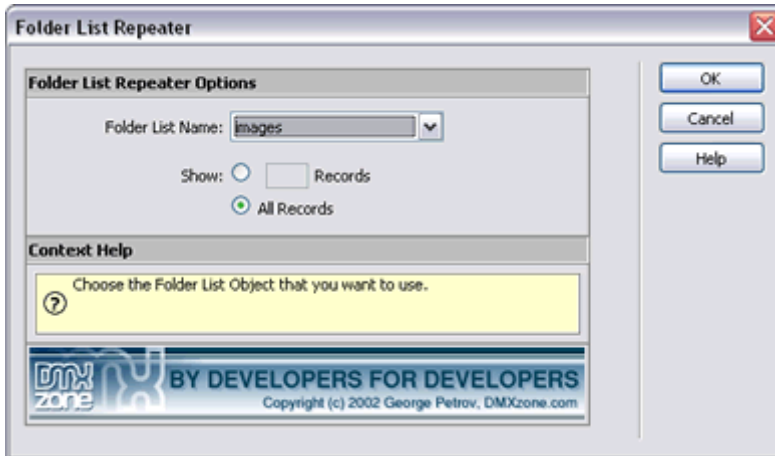 Folder List Repeater
Folder List Repeater Options
Folder List Name: images
Show: Records
All Records
OK
Cancel
Help
Context Help
Choose the Folder List Object that you want to use.
DMX zone
BY DEVELOPERS FOR DEVELOPERS
Copyright (c) 2002 George Petrov, DMXzone.com